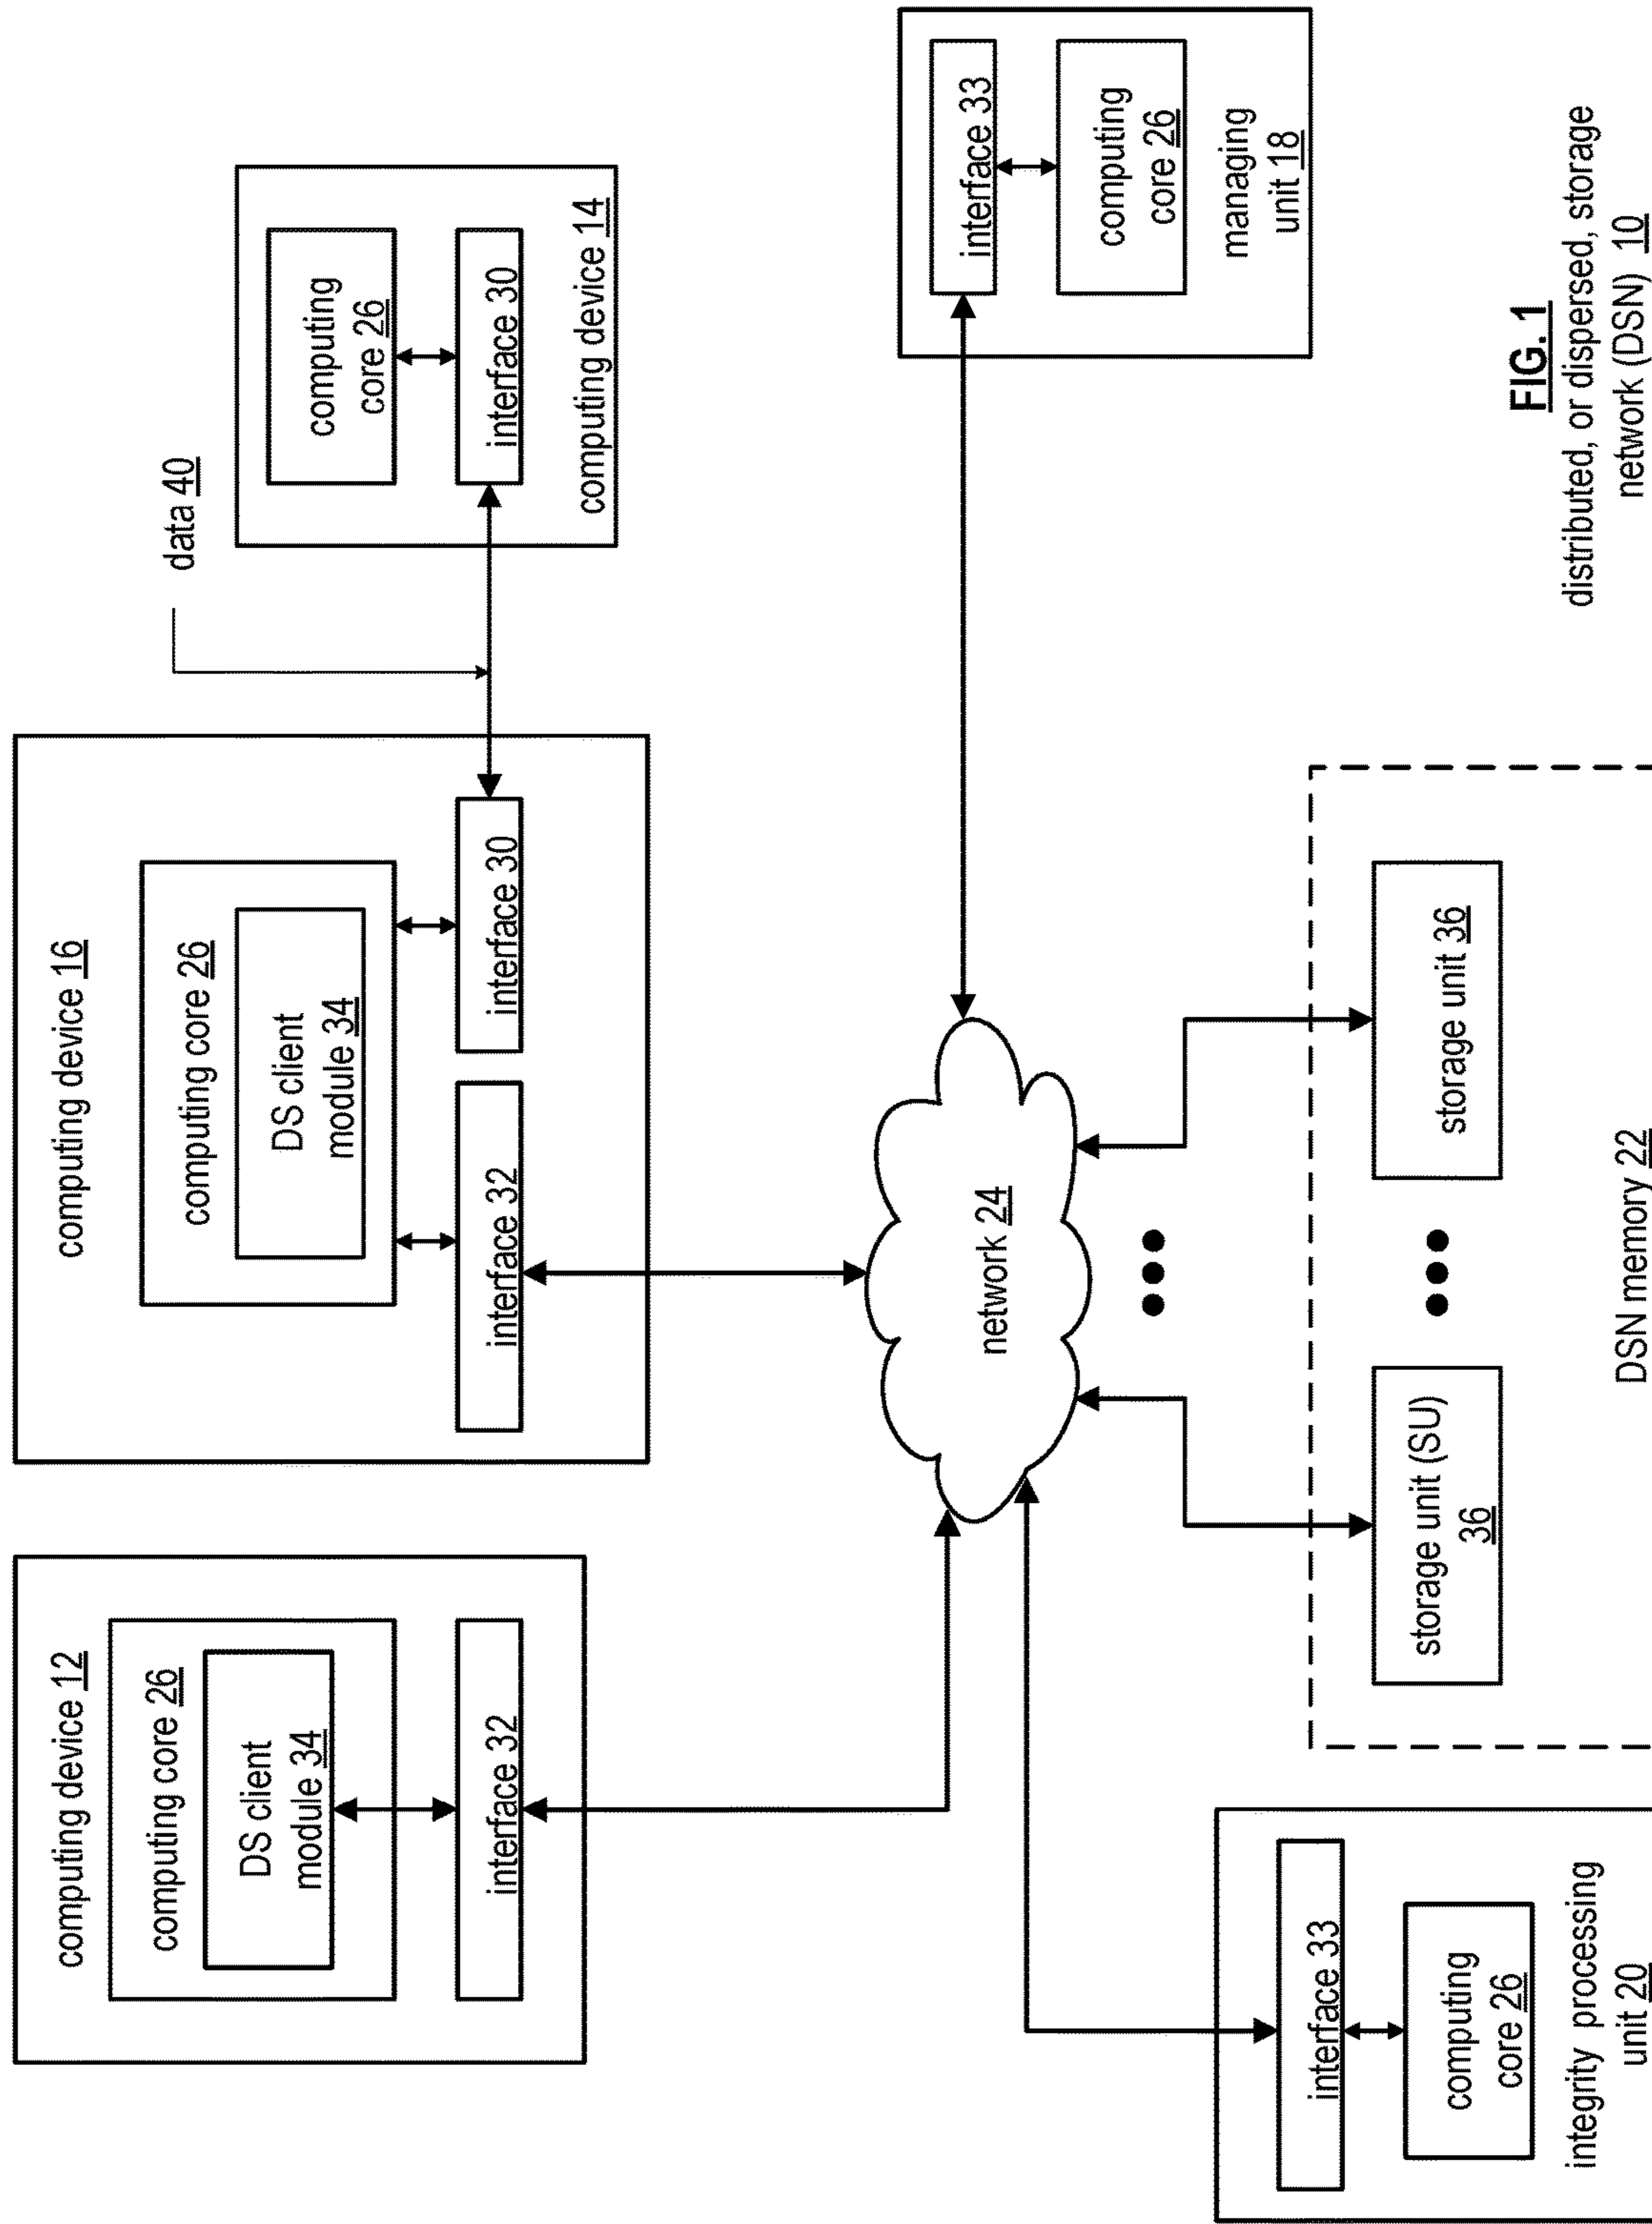 computing device 12
computing core 26
DS client
module 34
interface 32
computing device 16
computing core 26
DS client
module 34
interface 32
interface 30
data 40
computing
core 26
interface 30
computing device 14
network 24
interface 33
computing
core 26
managing
unit 18
interface 33
computing
core 26
integrity processing
unit 20
storage unit (SU)
36
storage unit 36
DSN memory 22
FIG. 1
distributed, or dispersed, storage
network (DSN) 10